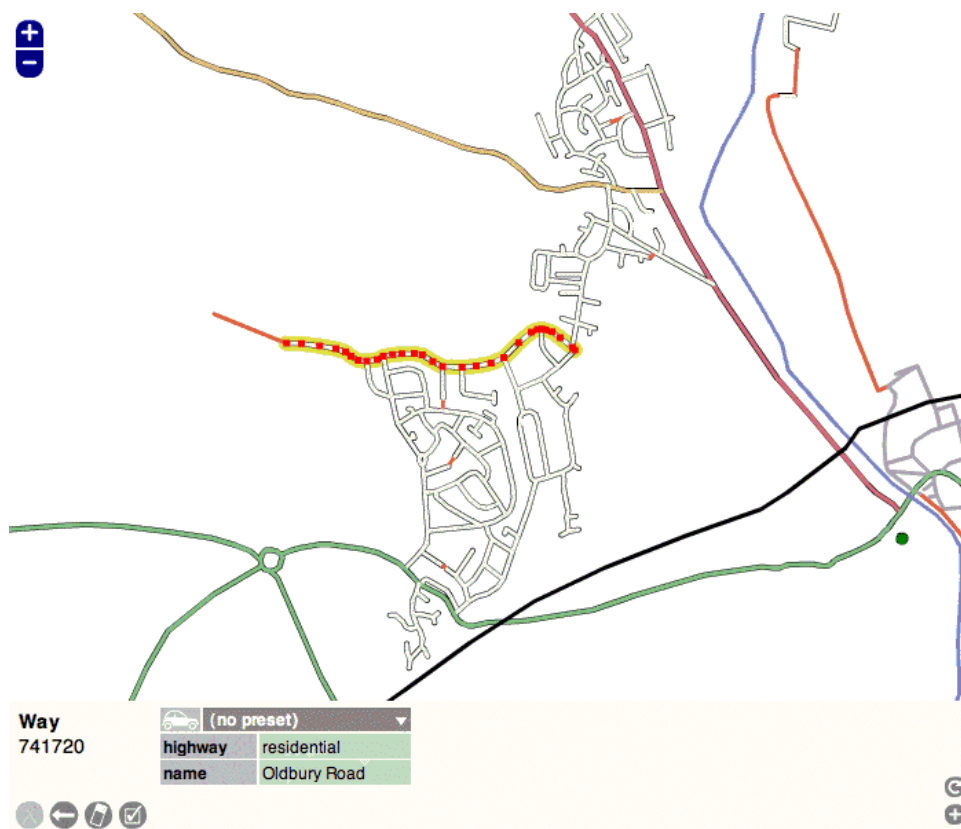 +
−
Way
741720
(no preset)
highway residential
name Oldbury Road
+